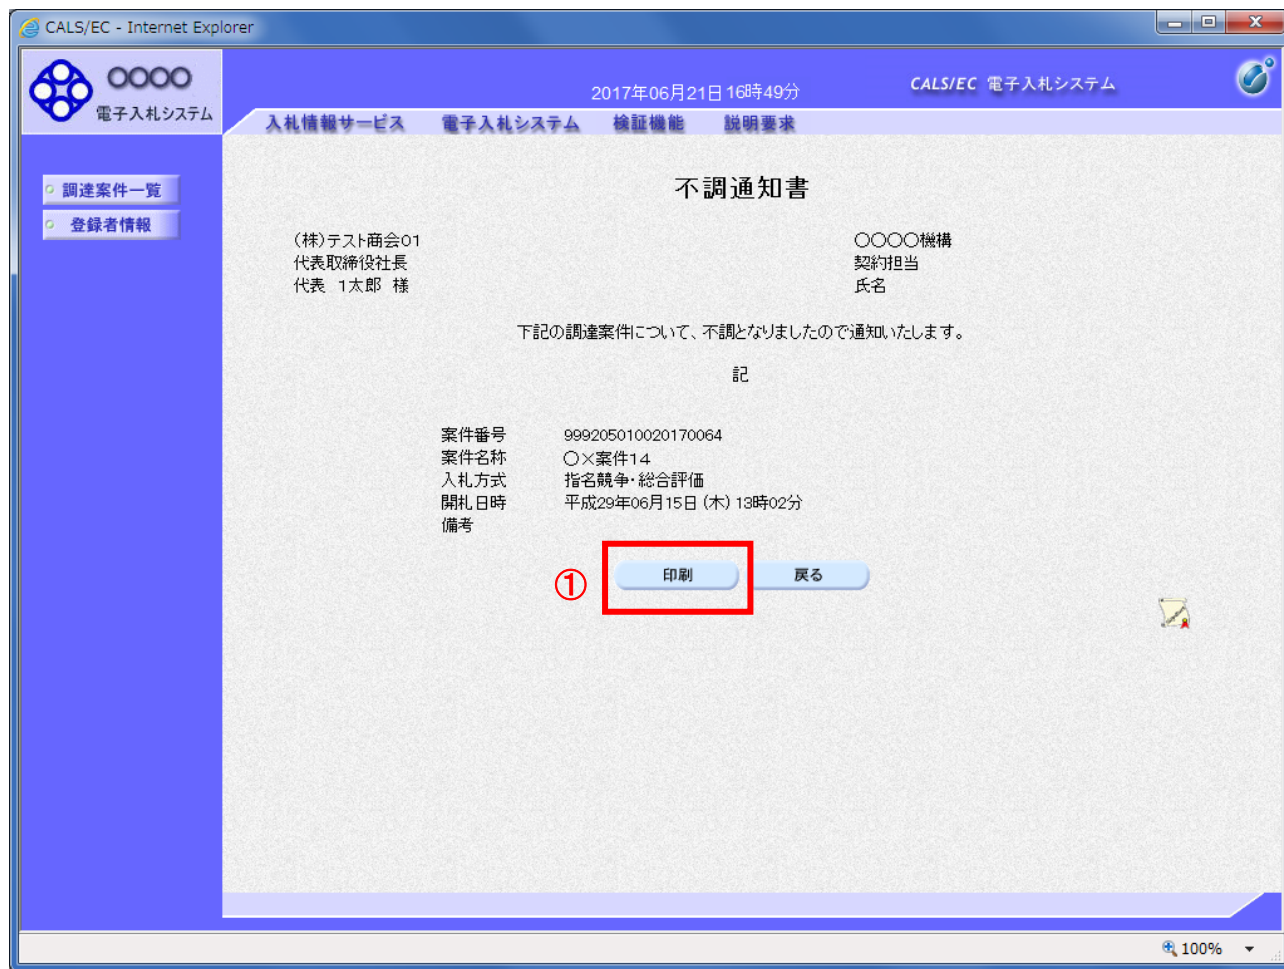 CALS/EC - Internet Explorer
○○○○
電子入札システム
2017年06月21日 16時49分
CALS/EC 電子入札システム
入札情報サービス 電子入札システム 検証機能 説明要求
調達案件一覧
登録者情報
不調通知書
(株)テスト商会01
代表取締役社長
代表 1太郎 様
○○○○機構
契約担当
氏名
下記の調達案件について、不調となりましたので通知いたします。
記
案件番号 999205010020170064
案件名称 ○×案件14
入札方式 指名競争・総合評価
開札日時 平成29年06月15日 (木) 13時02分
備考
① 印刷 戻る
100%